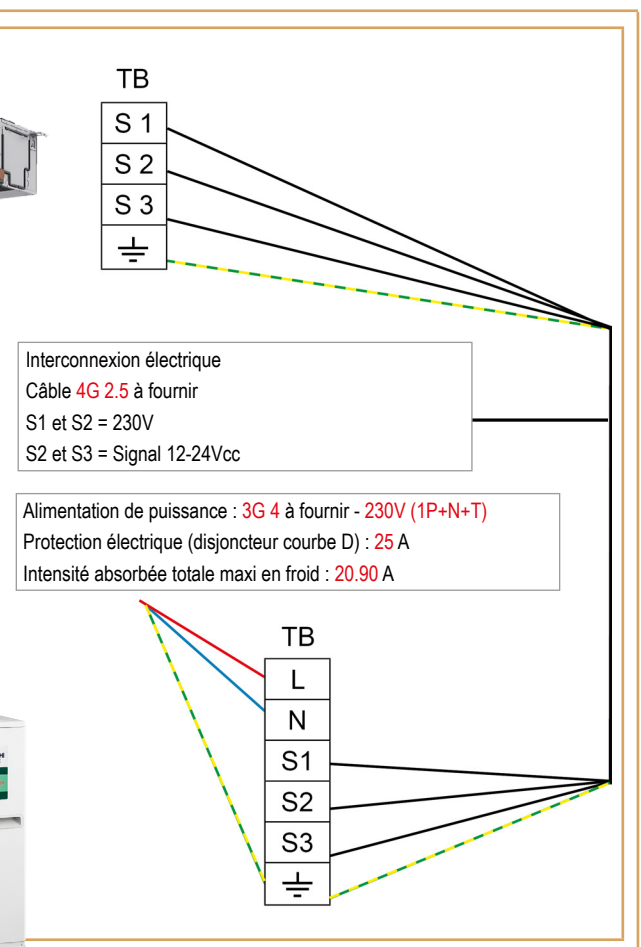 TB
S 1
S 2
S 3
Interconnexion électrique
Câble 4G 2.5 à fournir
S1 et S2 = 230V
S2 et S3 = Signal 12-24Vcc
Alimentation de puissance : 3G 4 à fournir - 230V (1P+N+T)
Protection électrique (disjoncteur courbe D) : 25 A
Intensité absorbée totale maxi en froid : 20.90 A
TB
L
N
S1
S2
S3